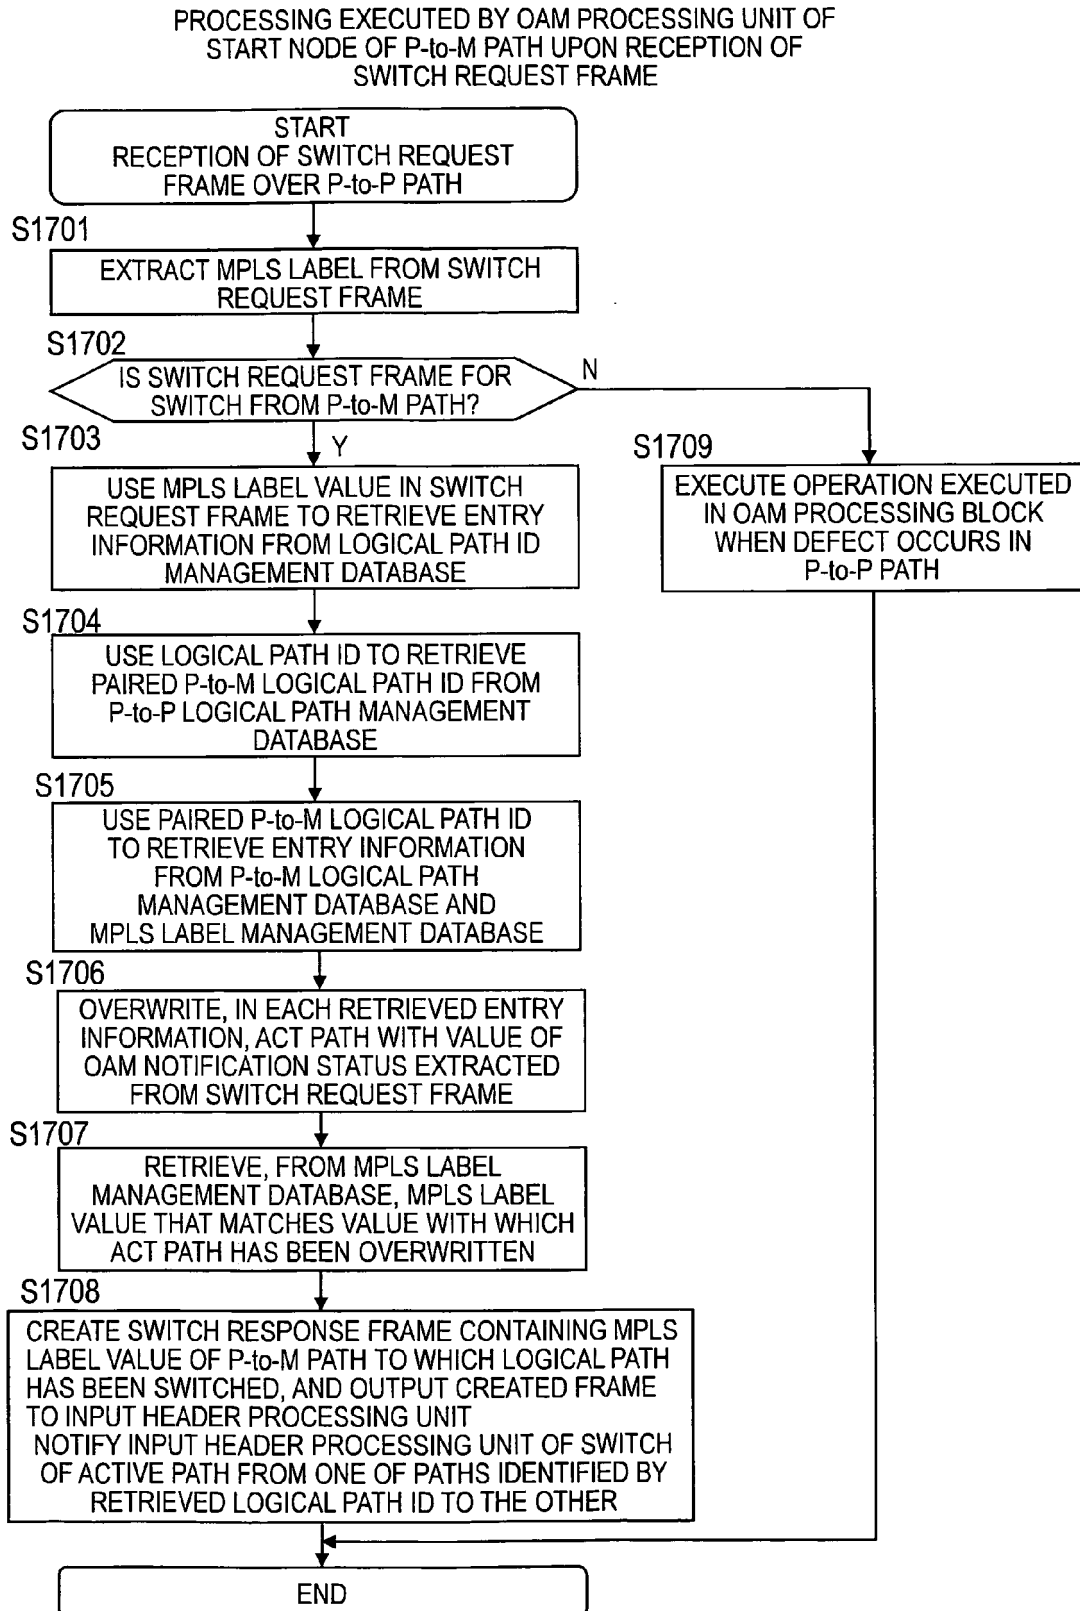 PROCESSING EXECUTED BY OAM PROCESSING UNIT OF
START NODE OF P-to-M PATH UPON RECEPTION OF
SWITCH REQUEST FRAME
START
RECEPTION OF SWITCH REQUEST
FRAME OVER P-to-P PATH
S1701
EXTRACT MPLS LABEL FROM SWITCH
REQUEST FRAME
S1702
IS SWITCH REQUEST FRAME FOR
SWITCH FROM P-to-M PATH?
N
Y
S1703
USE MPLS LABEL VALUE IN SWITCH
REQUEST FRAME TO RETRIEVE ENTRY
INFORMATION FROM LOGICAL PATH ID
MANAGEMENT DATABASE
S1709
EXECUTE OPERATION EXECUTED
IN OAM PROCESSING BLOCK
WHEN DEFECT OCCURS IN
P-to-P PATH
S1704
USE LOGICAL PATH ID TO RETRIEVE
PAIRED P-to-M LOGICAL PATH ID FROM
P-to-P LOGICAL PATH MANAGEMENT
DATABASE
S1705
USE PAIRED P-to-M LOGICAL PATH ID
TO RETRIEVE ENTRY INFORMATION
FROM P-to-M LOGICAL PATH
MANAGEMENT DATABASE AND
MPLS LABEL MANAGEMENT DATABASE
S1706
OVERWRITE, IN EACH RETRIEVED ENTRY
INFORMATION, ACT PATH WITH VALUE OF
OAM NOTIFICATION STATUS EXTRACTED
FROM SWITCH REQUEST FRAME
S1707
RETRIEVE, FROM MPLS LABEL
MANAGEMENT DATABASE, MPLS LABEL
VALUE THAT MATCHES VALUE WITH WHICH
ACT PATH HAS BEEN OVERWRITTEN
S1708
CREATE SWITCH RESPONSE FRAME CONTAINING MPLS
LABEL VALUE OF P-to-M PATH TO WHICH LOGICAL PATH
HAS BEEN SWITCHED, AND OUTPUT CREATED FRAME
TO INPUT HEADER PROCESSING UNIT
NOTIFY INPUT HEADER PROCESSING UNIT OF SWITCH
OF ACTIVE PATH FROM ONE OF PATHS IDENTIFIED BY
RETRIEVED LOGICAL PATH ID TO THE OTHER
END